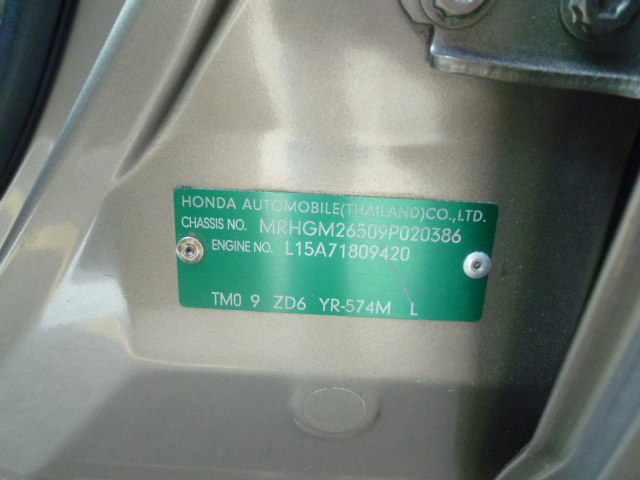 HONDA AUTOMOBILE(THAILAND)CO.,LTD.
CHASSIS NO. MRHGM26509P020386
ENGINE NO. L15A71809420
TM0 9 ZD6 YR-574M L